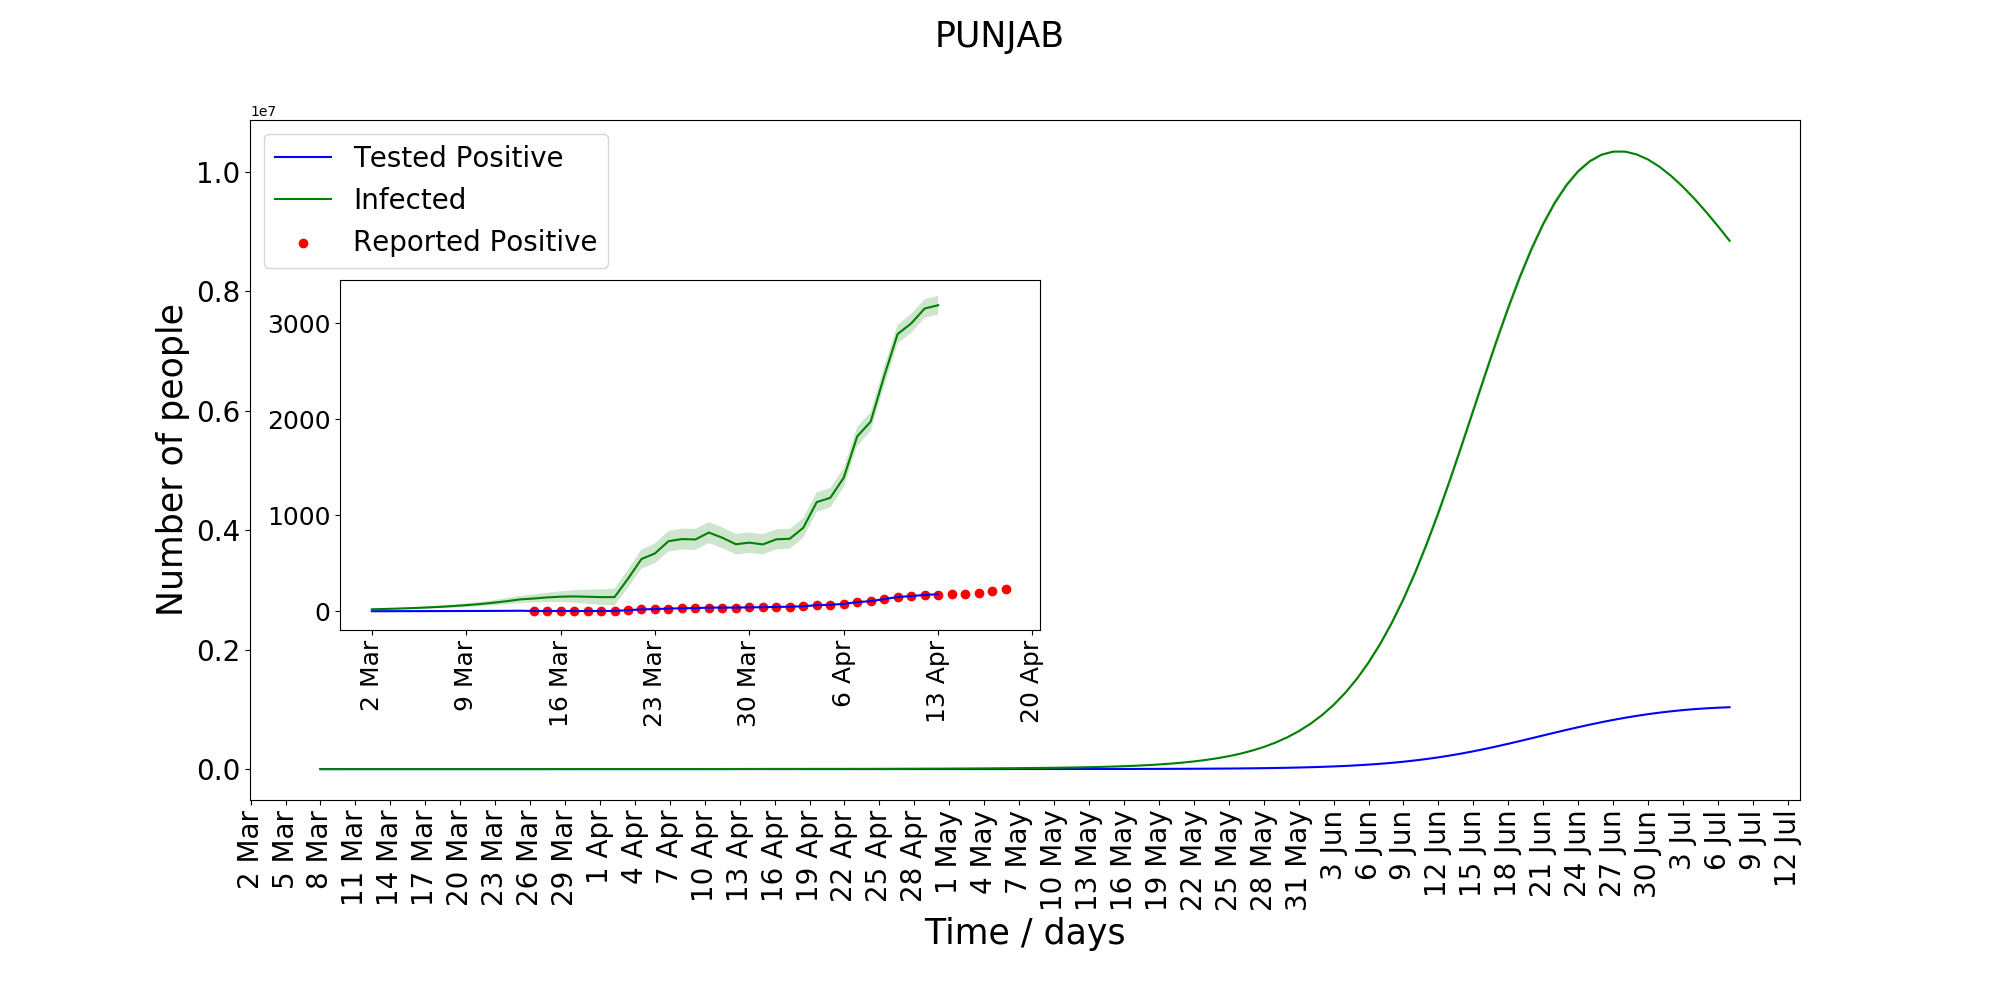 PUNJAB
1e7
Tested Positive
Infected
Reported Positive
1.0
0.8
0.6
0.4
0.2
0.0
Number of people
3000
2000
1000
0
2 Mar
9 Mar
16 Mar
23 Mar
30 Mar
6 Apr
13 Apr
20 Apr
2 Mar
5 Mar
8 Mar
11 Mar
14 Mar
17 Mar
20 Mar
23 Mar
26 Mar
29 Mar
1 Apr
4 Apr
7 Apr
10 Apr
13 Apr
16 Apr
19 Apr
22 Apr
25 Apr
28 Apr
1 May
4 May
7 May
10 May
13 May
16 May
19 May
22 May
25 May
28 May
31 May
3 Jun
6 Jun
9 Jun
12 Jun
15 Jun
18 Jun
21 Jun
24 Jun
27 Jun
30 Jun
3 Jul
6 Jul
9 Jul
12 Jul
Time / days